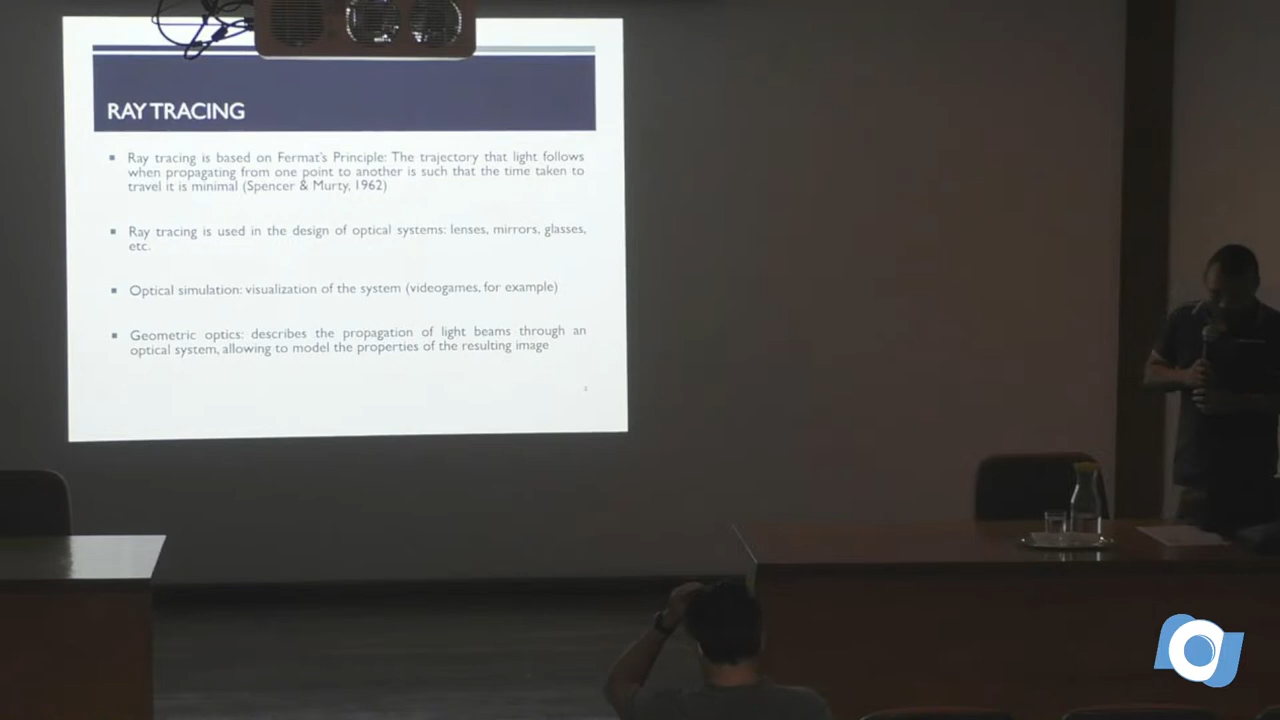 RAY TRACING
▪ Ray tracing is based on Fermat's Principle: The trajectory that light follows
when propagating from one point to another is such that the time taken to
travel it is minimal (Spencer & Murty, 1962)
▪ Ray tracing is used in the design of optical systems: lenses, mirrors, glasses,
etc.
▪ Optical simulation: visualization of the system (videogames, for example)
▪ Geometric optics: describes the propagation of light beams through an
optical system, allowing to model the properties of the resulting image